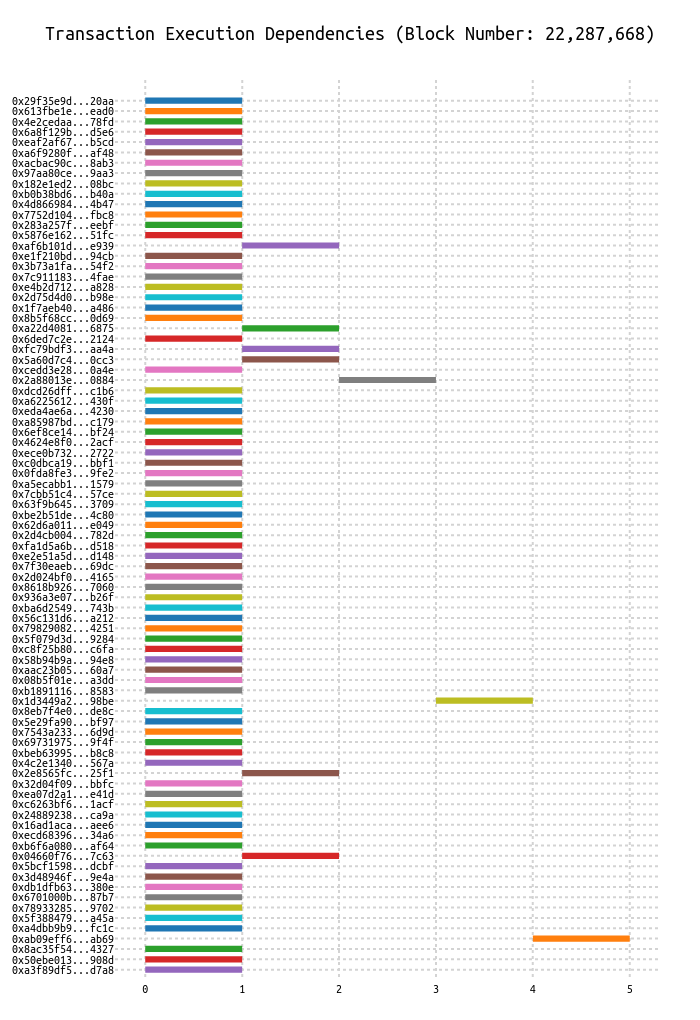 Transaction Execution Dependencies (Block Number: 22,287,668)
0x29f35e9d...20aa
0x613fbe1e...ead0
0x4e2cedaa...78fd
0x6a8f129b...d5e6
0xeaf2af67...b5cd
0xa6f9280f...af48
0xacbac90c...8ab3
0x97aa80ce...9aa3
0x182e1ed2...08bc
0xb0b38bd6...b40a
0x4d866984...4b47
0x7752d104...fbc8
0x283a257f...eebf
0x5876e162...51fc
0xaf6b101d...e939
0xe1f210bd...94cb
0x3b73a1fa...54f2
0x7c911183...4fae
0xe4b2d712...a828
0x2d75d4d0...b98e
0x1f7aeb40...a486
0x8b5f68cc...0d69
0xa22d4081...6875
0x6ded7c2e...2124
0xfc79bdf3...aa4a
0x5a60d7c4...0cc3
0xcedd3e28...0a4e
0x2a88013e...0884
0xdcd26dff...c1b6
0xa6225612...430f
0xeda4ae6a...4230
0xa85987bd...c179
0x6ef8ce14...bf24
0x4624e8f0...2acf
0xece0b732...2722
0xc0dbca19...bbf1
0x0fda8fe3...9fe2
0xa5ecabb1...1579
0x7cbb51c4...57ce
0x63f9b645...3709
0xbe2b51de...4c80
0x62d6a011...e049
0x2d4cb004...782d
0xfa1d5a6b...d518
0xe2e51a5d...d148
0x7f30eaeb...69dc
0x2d024bf0...4165
0x8618b926...7060
0x936a3e07...b26f
0xba6d2549...743b
0x56c131d6...a212
0x79829082...4251
0x5f079d3d...9284
0xc8f25b80...c6fa
0x58b94b9a...94e8
0xaac23b05...60a7
0x08b5f01e...a3dd
0xb1891116...8583
0x1d3449a2...98be
0x8eb7f4e0...de8c
0x5e29fa90...bf97
0x7543a233...6d9d
0x69731975...9f4f
0xbeb63995...b8c8
0x4c2e1340...567a
0x2e8565fc...25f1
0x32d04f09...bbfc
0xea07d2a1...e41d
0xc6263bf6...1acf
0x24889238...ca9a
0x16ad1aca...aee6
0xecd68396...34a6
0xb6f6a080...af64
0x04660f76...7c63
0x5bcf1598...dcbf
0x3d48946f...9e4a
0xdb1dfb63...380e
0x6701000b...87b7
0x78933285...9702
0x5f388479...a45a
0xa4dbb9b9...fc1c
0xab09eff6...ab69
0x8ac35f54...4327
0x50ebe013...908d
0xa3f89df5...d7a8
0 1 2 3 4 5